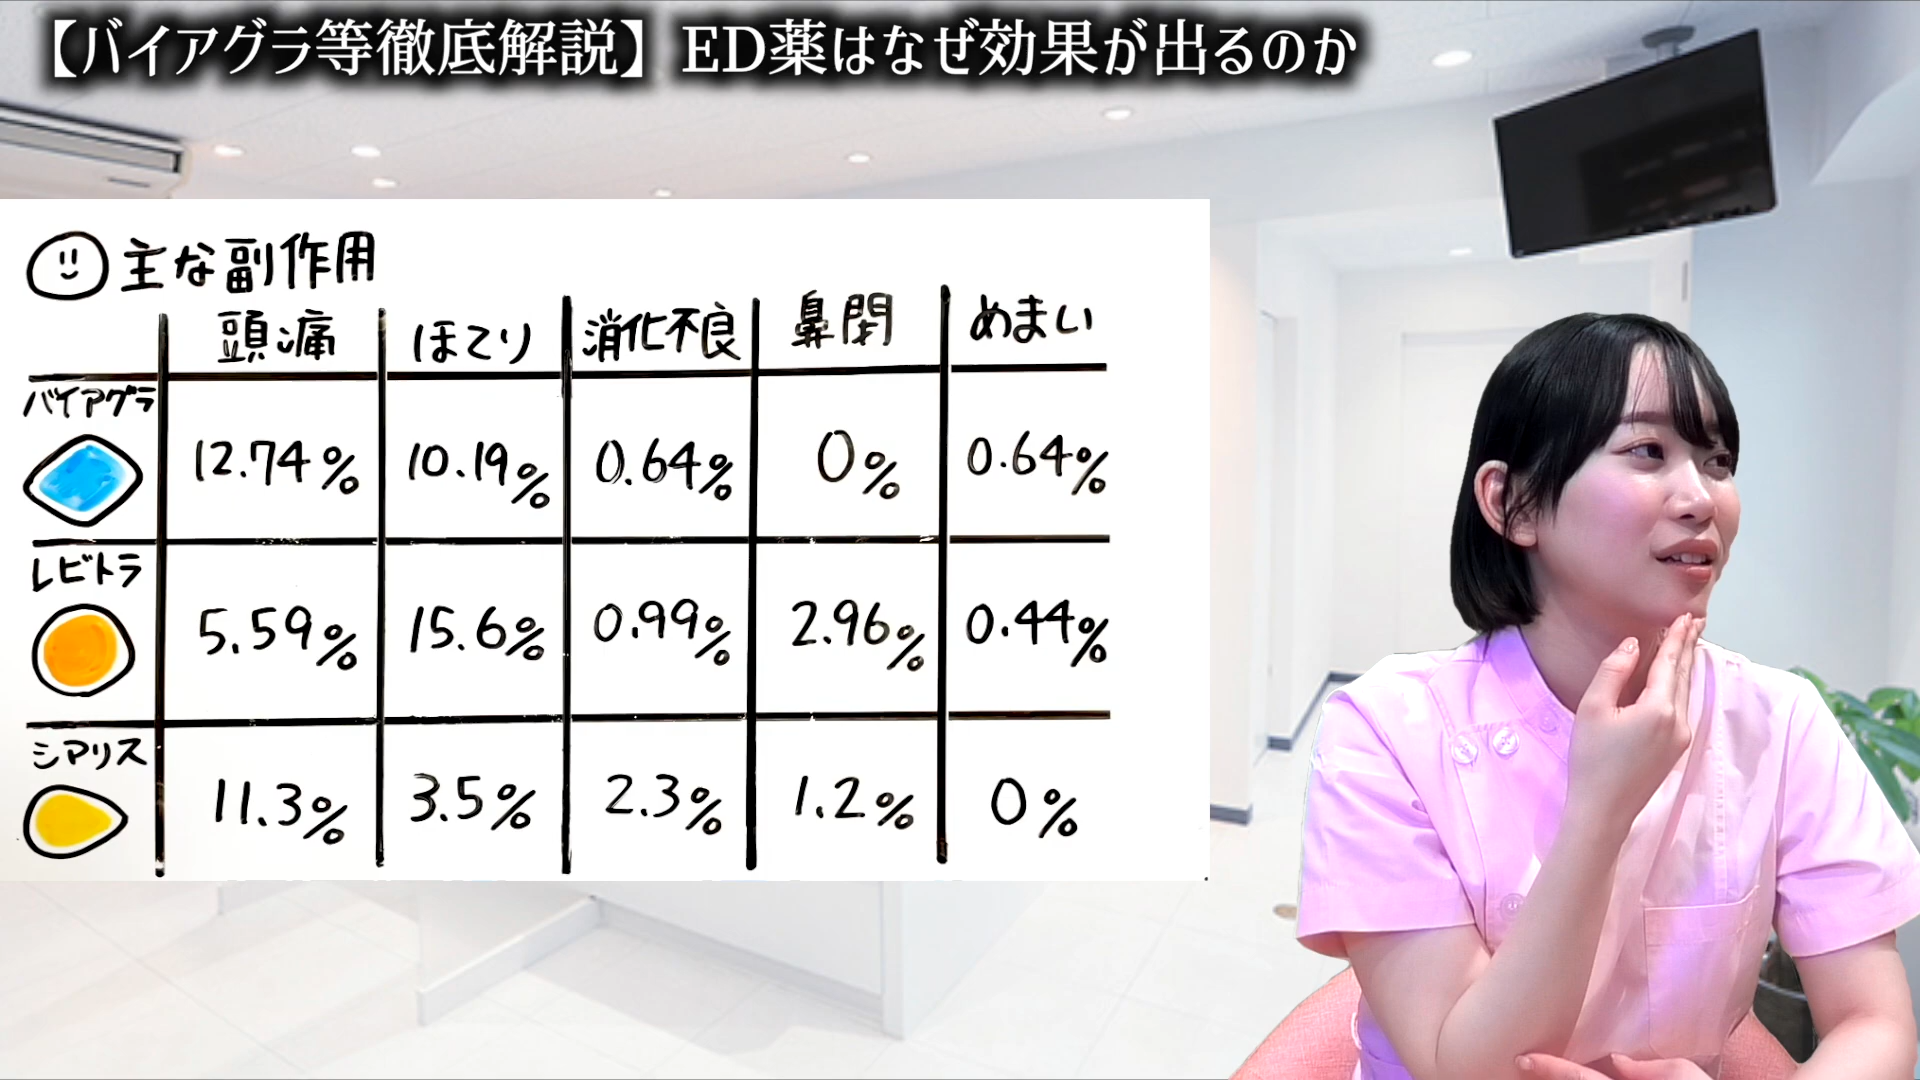 【バイアグラ等徹底解説】ED薬はなぜ効果が出るのか
主な副作用
頭痛 ほてり 消化不良 鼻閉 めまい
バイアグラ
12.74% 10.19% 0.64% 0% 0.64%
レビトラ
5.59% 15.6% 0.99% 2.96% 0.44%
シアリス
11.3% 3.5% 2.3% 1.2% 0%